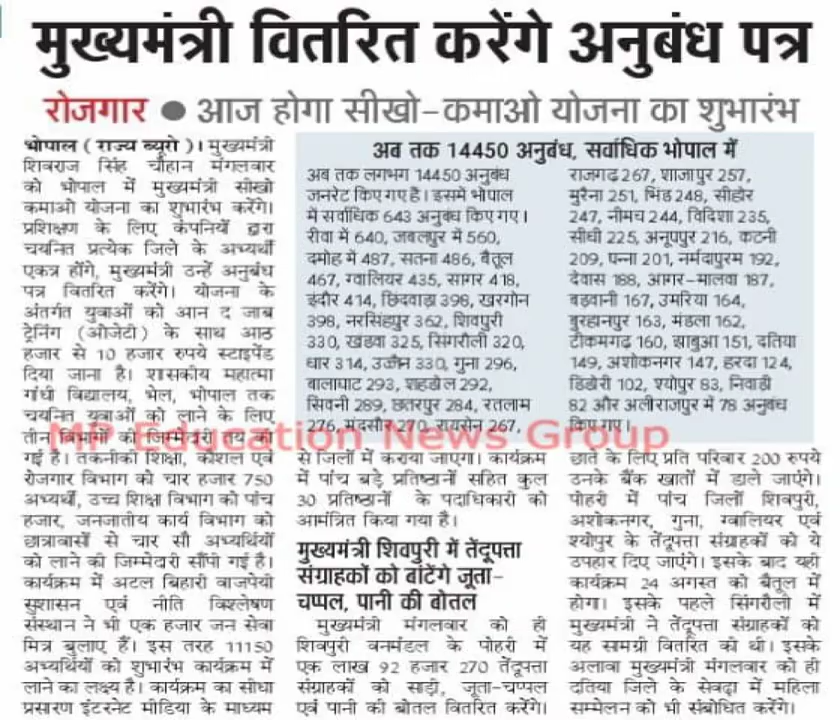 मुख्यमंत्री वितरित करेंगे अनुबंध पत्र
रोजगार ● आज होगा सीखो-कमाओ योजना का शुभारंभ
भोपाल (राज्य ब्यूरो)। मुख्यमंत्री
शिवराज सिंह चौहान मंगलवार
को भोपाल में मुख्यमंत्री सीखो
कमाओ योजना का शुभारंभ करेंगे।
प्रशिक्षण के लिए कंपनियों द्वारा
चयनित प्रत्येक जिले के अभ्यर्थी
एकत्र होंगे, मुख्यमंत्री उन्हें अनुबंध
पत्र वितरित करेंगे। योजना के
अंतर्गत युवाओं को आन द जाब
ट्रेनिंग (ओजेटी) के साथ आठ
हजार से 10 हजार रुपये स्टाइपेंड
दिया जाना है। शासकीय महात्मा
गांधी विद्यालय, भेल, भोपाल तक
चयनित युवाओं को लाने के लिए
तीन विभागों की जिम्मेदारी तय की
गई है। तकनीकी शिक्षा, कौशल एवं
रोजगार विभाग को चार हजार 750
अभ्यर्थी, उच्च शिक्षा विभाग को पांच
हजार, जनजातीय कार्य विभाग को
छात्रावासों से चार सौ अभ्यर्थियों
को लाने की जिम्मेदारी सौंपी गई है।
कार्यक्रम में अटल बिहारी वाजपेयी
सुशासन एवं नीति विश्लेषण
संस्थान ने भी एक हजार जन सेवा
मित्र बुलाए हैं। इस तरह 11150
अभ्यर्थियों को शुभारंभ कार्यक्रम में
लाने का लक्ष्य है। कार्यक्रम का सीधा
प्रसारण इंटरनेट मीडिया के माध्यम
अब तक 14450 अनुबंध, सर्वाधिक भोपाल में
अब तक लगभग 14450 अनुबंध
जनरेट किए गए है। इसमें भोपाल
में सर्वाधिक 643 अनुबंध किए गए।
रीवा में 640, जबलपुर में 560,
दमोह में 487, सतना 486, बैतूल
467, ग्वालियर 435, सागर 418,
इंदौर 414, छिंदवाड़ा 398, खरगोन
398, नरसिंहपुर 362, शिवपुरी
330, खंडवा 325, सिंगरौली 320,
धार 314, उज्जैन 330, गुना 296,
बालाघाट 293, शहडोल 292,
सिवनी 289, छतरपुर 284, रतलाम
276, मंदसौर 270, रायसेन 267,
राजगढ़ 267, शाजापुर 257,
मुरैना 251, भिंड 248, सीहोर
247, नीमच 244, विदिशा 235,
सीधी 225, अनूपपुर 216, कटनी
209, पन्ना 201, नर्मदापुरम 192,
देवास 188, आगर-मालवा 187,
बड़वानी 167, उमरिया 164,
बुरहानपुर 163, मंडला 162,
टीकमगढ़ 160, झाबुआ 151, दतिया
149, अशोकनगर 147, हरदा 124,
डिंडोरी 102, श्योपुर 83, निवाड़ी
82 और अलीराजपुर में 78 अनुबंध
किए गए।
MP Education News Group
से जिलों में कराया जाएगा। कार्यक्रम
में पांच बड़े प्रतिष्ठानों सहित कुल
30 प्रतिष्ठानों के पदाधिकारी को
आमंत्रित किया गया है।
मुख्यमंत्री शिवपुरी में तेंदूपत्ता
संग्राहकों को बांटेंगे जूता-
चप्पल, पानी की बोतल
मुख्यमंत्री मंगलवार को ही
शिवपुरी वनमंडल के पोहरी में
एक लाख 92 हजार 270 तेंदूपत्ता
संग्राहकों को साड़ी, जूता-चप्पल
एवं पानी की बोतल वितरित करेंगे।
छाते के लिए प्रति परिवार 200 रुपये
उनके बैंक खातों में डाले जाएंगे।
पोहरी में पांच जिलों शिवपुरी,
अशोकनगर, गुना, ग्वालियर एवं
श्योपुर के तेंदूपत्ता संग्राहकों को ये
उपहार दिए जाएंगे। इसके बाद यही
कार्यक्रम 24 अगस्त को बैतूल में
होगा। इसके पहले सिंगरौली में
मुख्यमंत्री ने तेंदूपत्ता संग्राहकों को
यह सामग्री वितरित की थी। इसके
अलावा मुख्यमंत्री मंगलवार को ही
दतिया जिले के सेवढ़ा में महिला
सम्मेलन को भी संबोधित करेंगे।